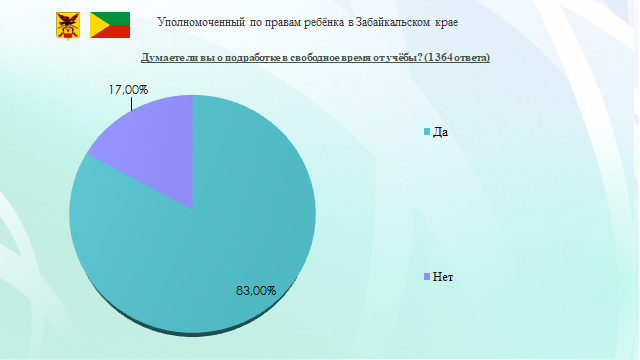 Уполномоченный по правам ребёнка в Забайкальском крае
Думаете ли вы о подработке в свободное время от учёбы? (1364 ответа)
17,00%
Да
Нет
83,00%